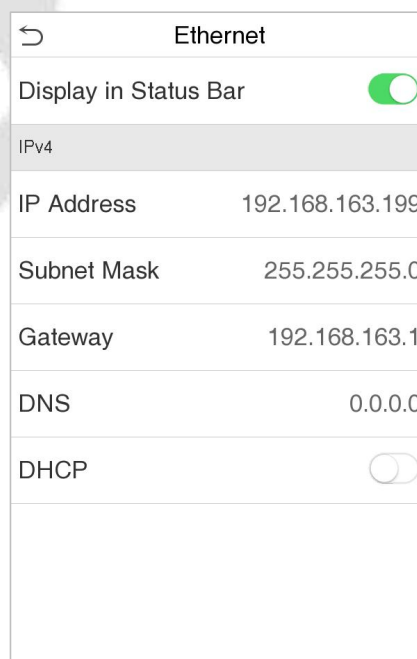 Ethernet
Display in Status Bar
IPv4
IP Address 192.168.163.199
Subnet Mask 255.255.255.0
Gateway 192.168.163.1
DNS 0.0.0.0
DHCP